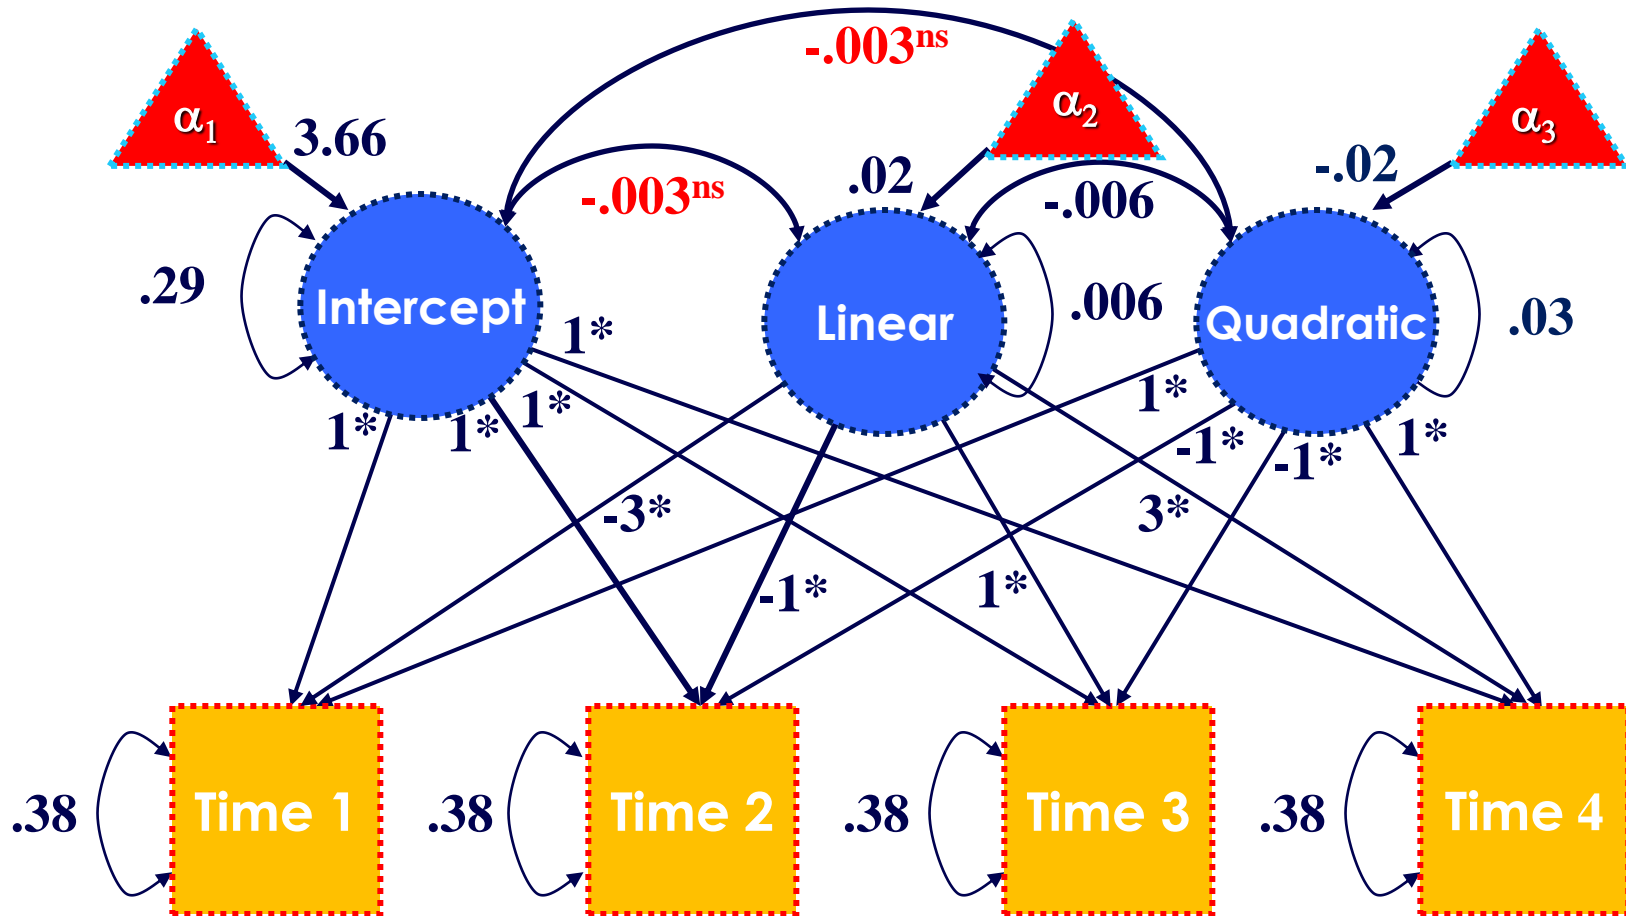 -.003ns
α1
α2
α3
3.66
-.02
.02
-.003ns
-.006
.29
Intercept
Linear
.006
Quadratic
.03
1*
1*
1*
1*
1*
1*
-1*
-1*
1*
-3*
3*
-1*
1*
.38
Time 1
.38
Time 2
.38
Time 3
.38
Time 4